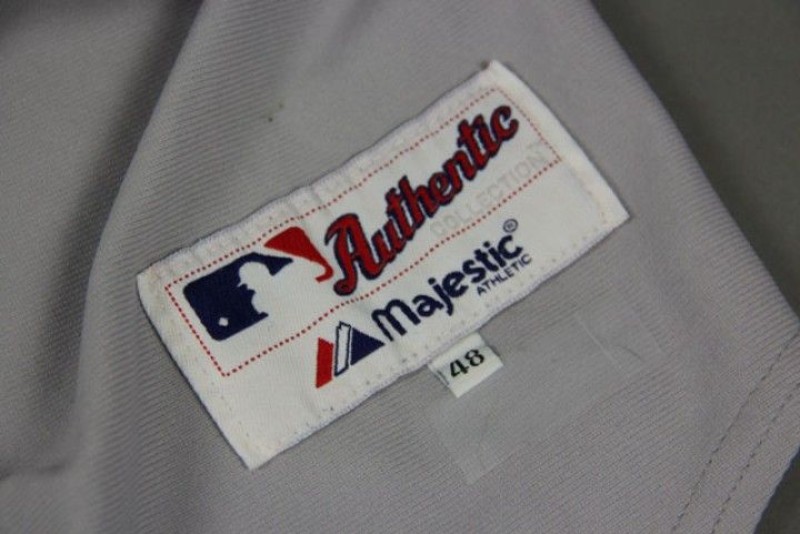 Authentic
COLLECTION
Majestic®
ATHLETIC
48